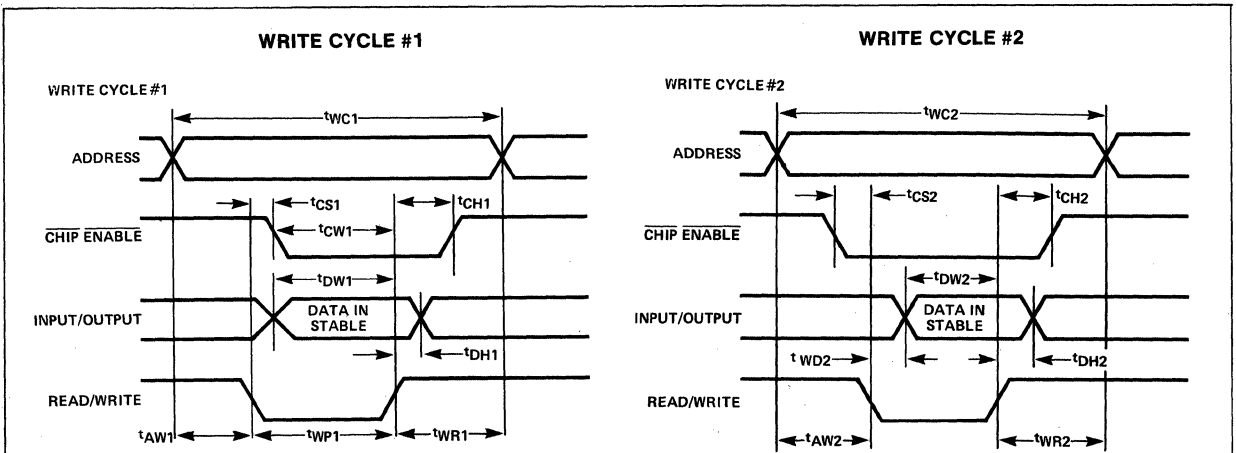 WRITE CYCLE #1
WRITE CYCLE#1
tWC1
ADDRESS
tCS1
tCH1
tCW1
CHIP ENABLE
tDW1
INPUT/OUTPUT
DATA IN
STABLE
tDH1
READ/WRITE
tAW1
tWP1
tWR1
WRITE CYCLE #2
WRITE CYCLE#2
tWC2
ADDRESS
tCS2
tCH2
CHIP ENABLE
tDW2
INPUT/OUTPUT
DATA IN
STABLE
tWD2
tDH2
READ/WRITE
tAW2
tWR2